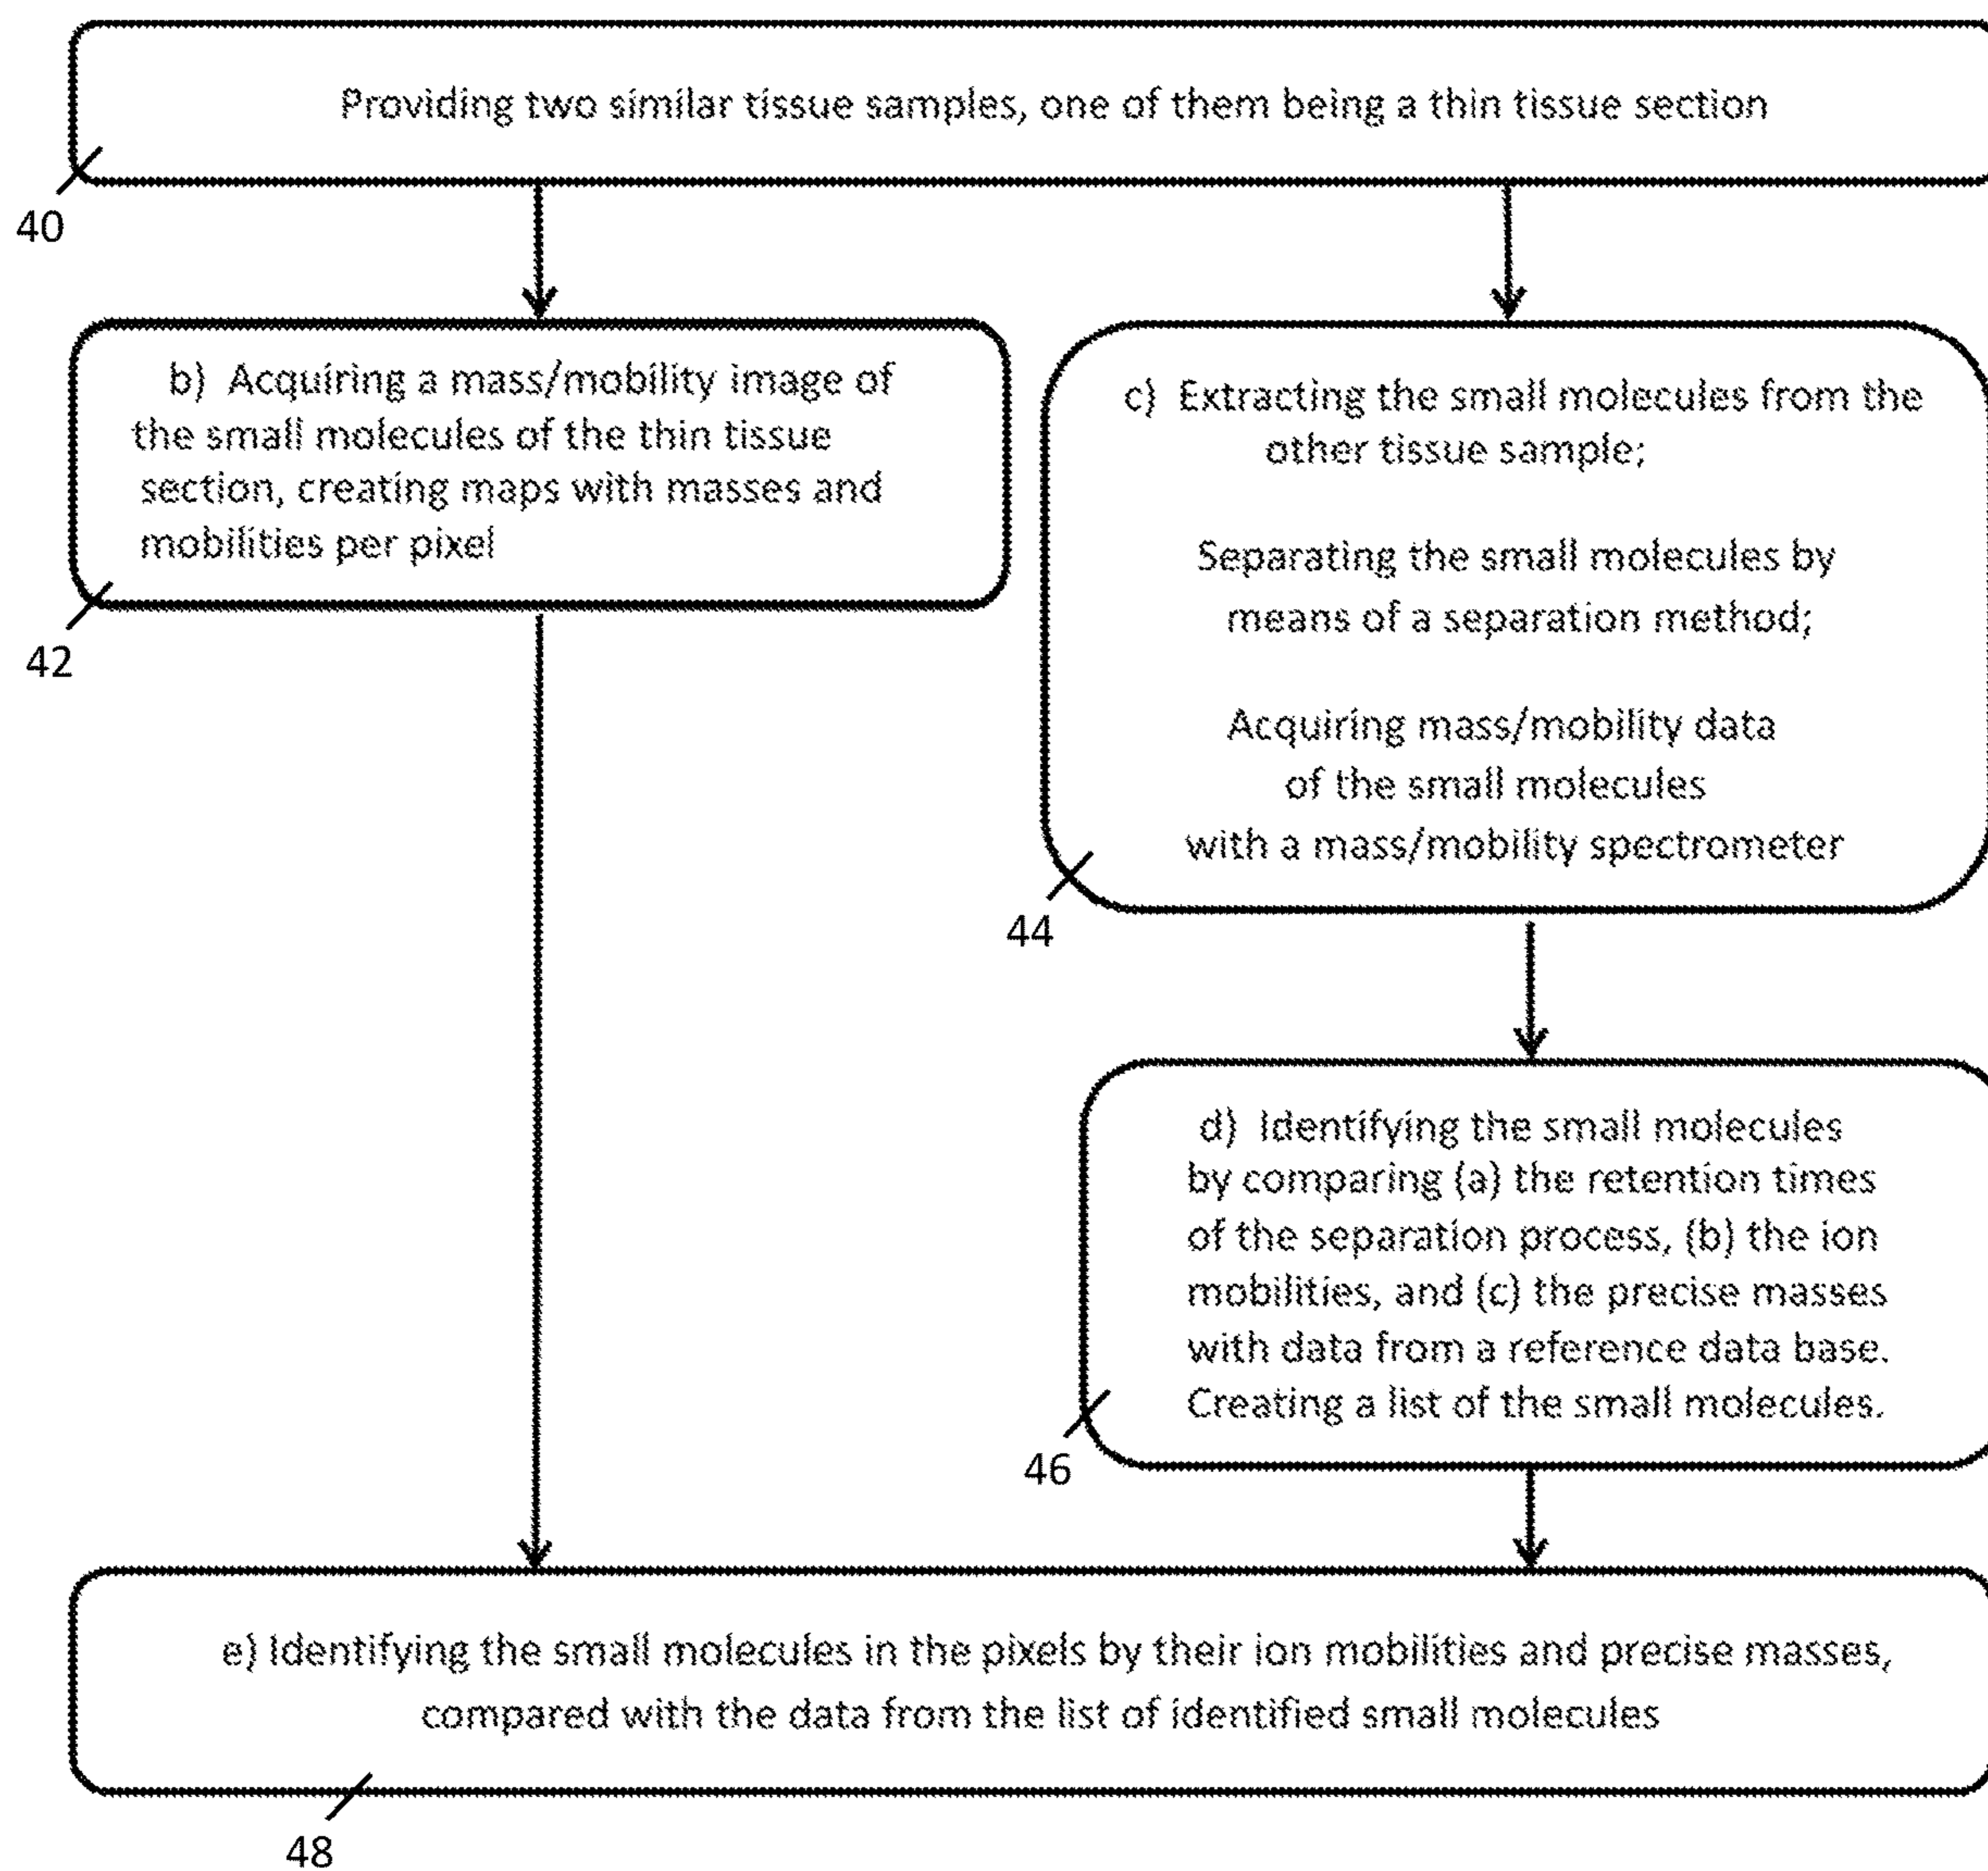 Providing two similar tissue samples, one of them being a thin tissue section
40
b) Acquiring a mass/mobility image of
the small molecules of the thin tissue
section, creating maps with masses and
mobilities per pixel
42
c) Extracting the small molecules from the
other tissue sample;
Separating the small molecules by
means of a separation method;
Acquiring mass/mobility data
of the small molecules
with a mass/mobility spectrometer
44
d) Identifying the small molecules
by comparing (a) the retention times
of the separation process, (b) the ion
mobilities, and (c) the precise masses
with data from a reference data base.
Creating a list of the small molecules.
46
e) Identifying the small molecules in the pixels by their ion mobilities and precise masses,
compared with the data from the list of identified small molecules
48